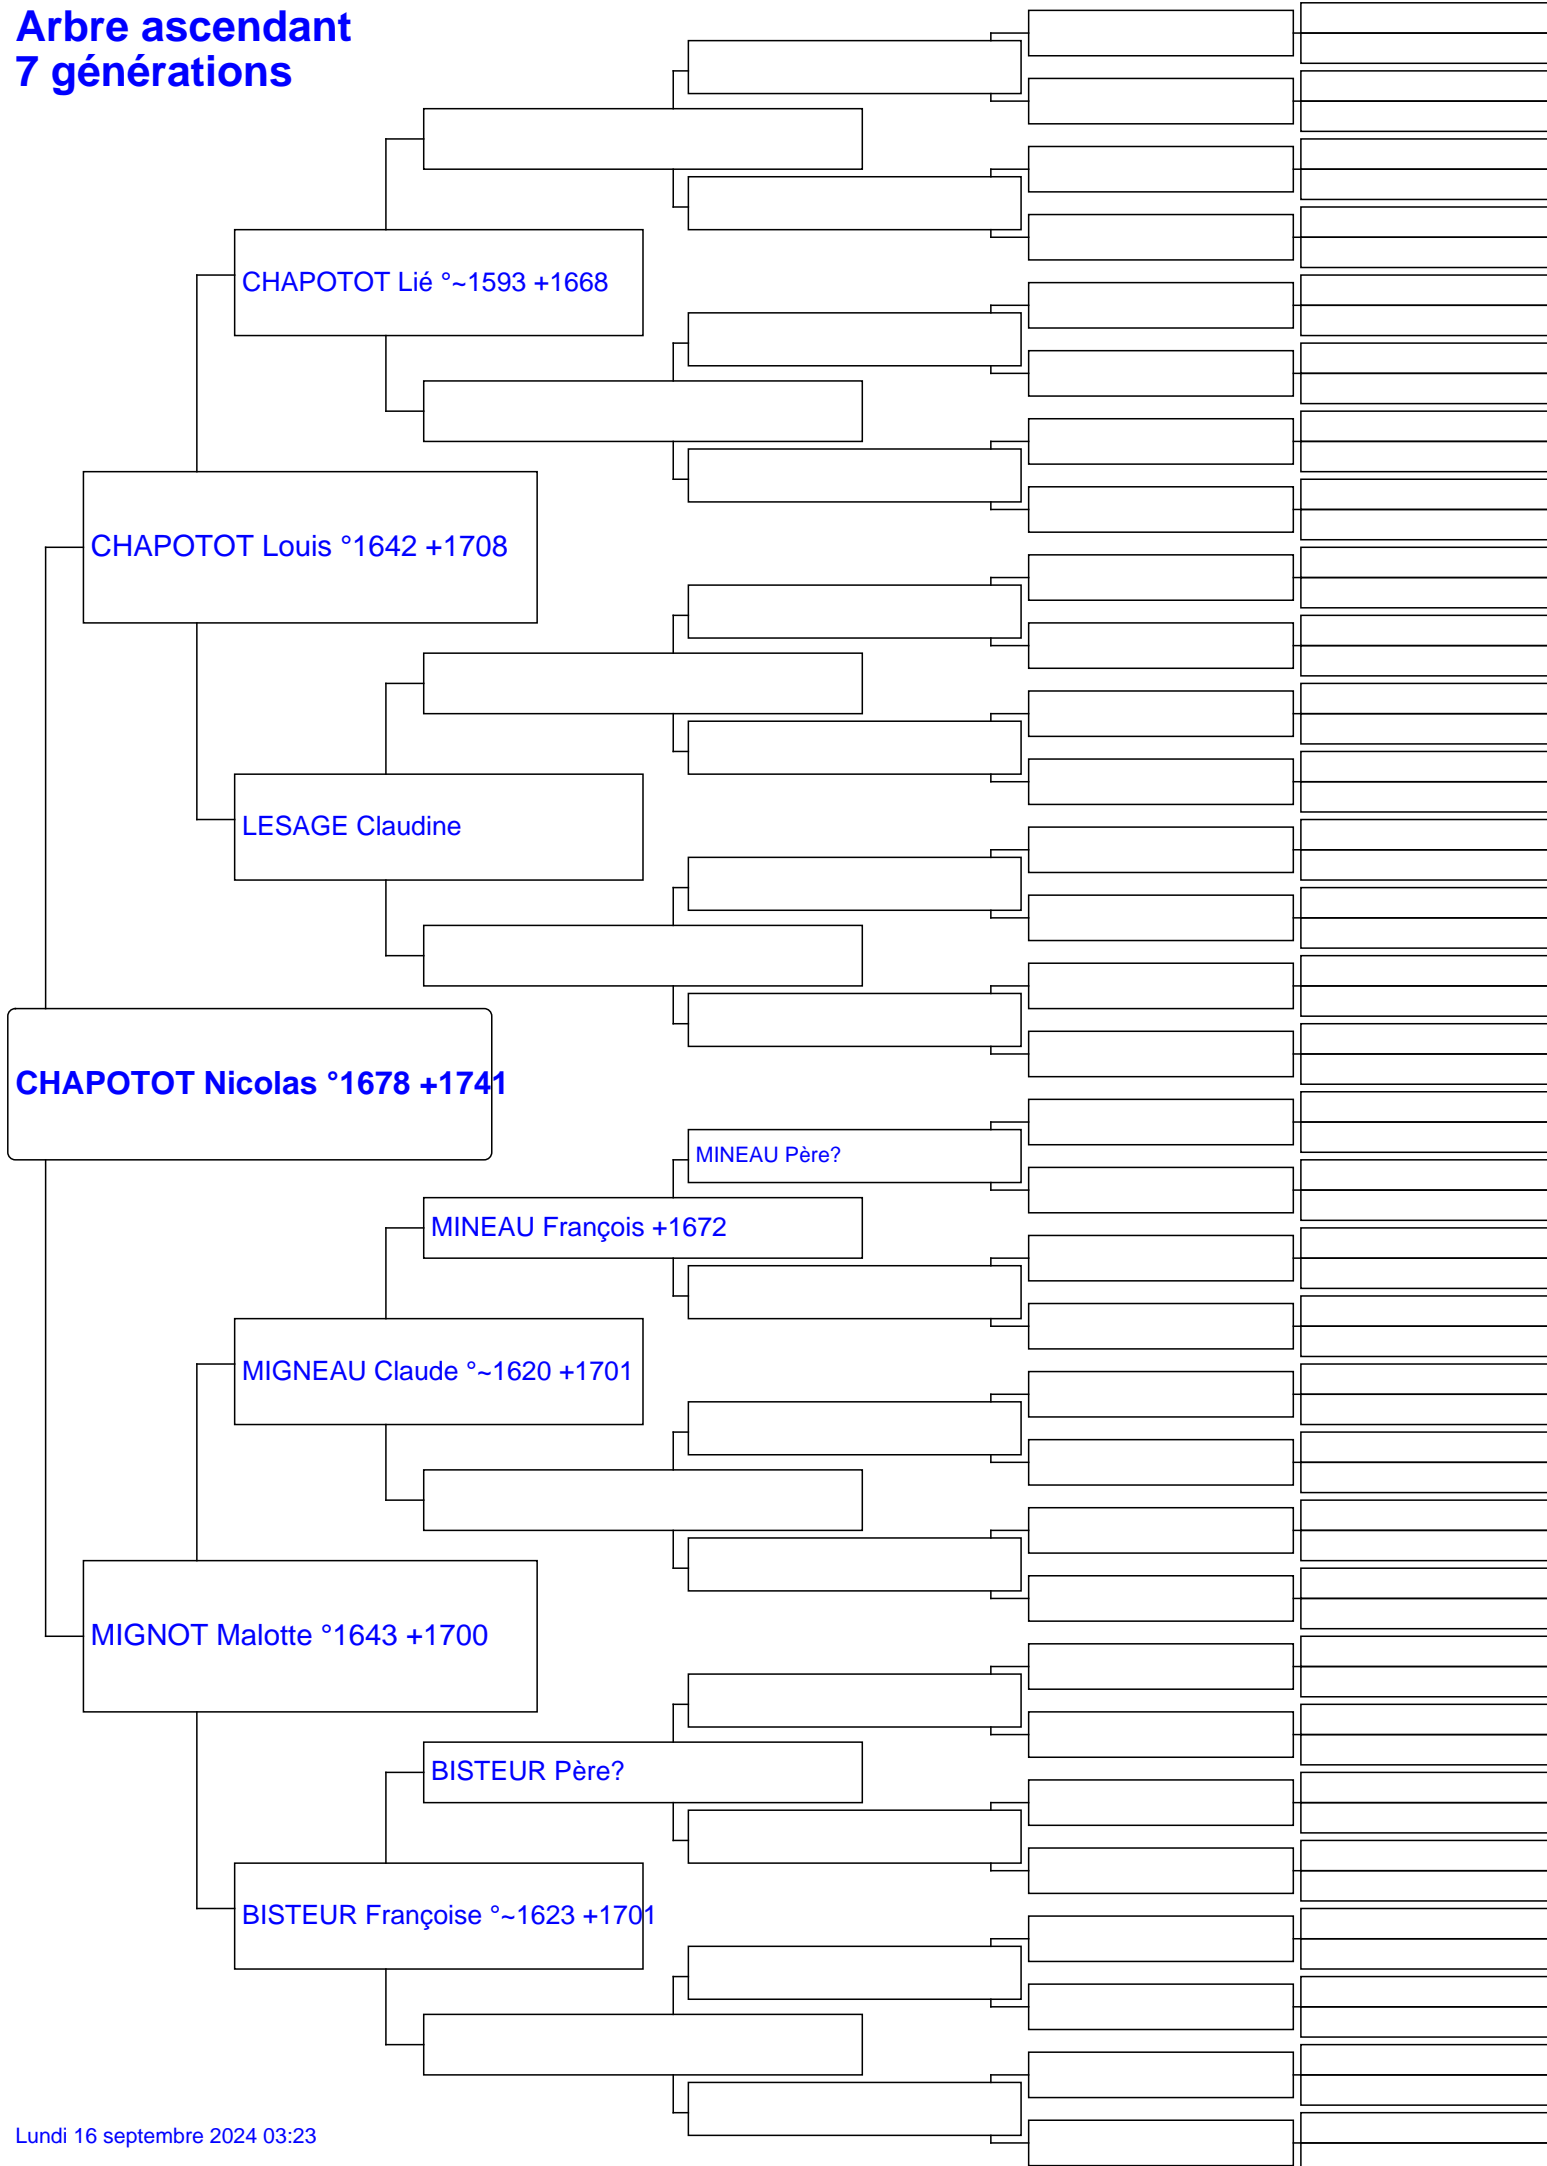 Arbre ascendant
7 générations
CHAPOTOT Lié °~1593 +1668
CHAPOTOT Louis °1642 +1708
LESAGE Claudine
CHAPOTOT Nicolas °1678 +1741
MINEAU Père?
MINEAU François +1672
MIGNEAU Claude °~1620 +1701
MIGNOT Malotte °1643 +1700
BISTEUR Père?
BISTEUR Françoise °~1623 +1701
Lundi 16 septembre 2024 03:23